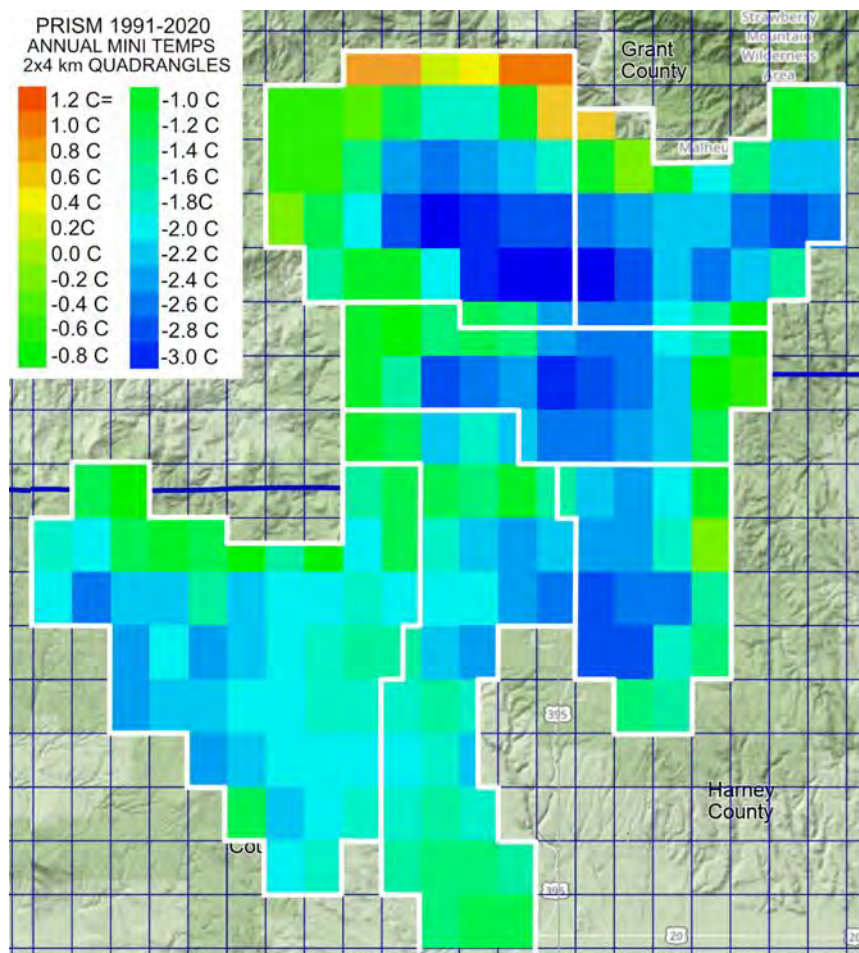 PRISM 1991-2020
ANNUAL MINI TEMPS
2x4 km QUADRANGLES
1.2 C=
1.0 C
0.8 C
0.6 C
0.4 C
0.2C
0.0 C
-0.2 C
-0.4 C
-0.6 C
-0.8 C
-1.0 C
-1.2 C
-1.4 C
-1.6 C
-1.8C
-2.0 C
-2.2 C
-2.4 C
-2.6 C
-2.8 C
-3.0 C
Strawberry
Mountain
Wilderness
Area
Grant
County
Malheu
395
Harney
County
Cou
395
20
20